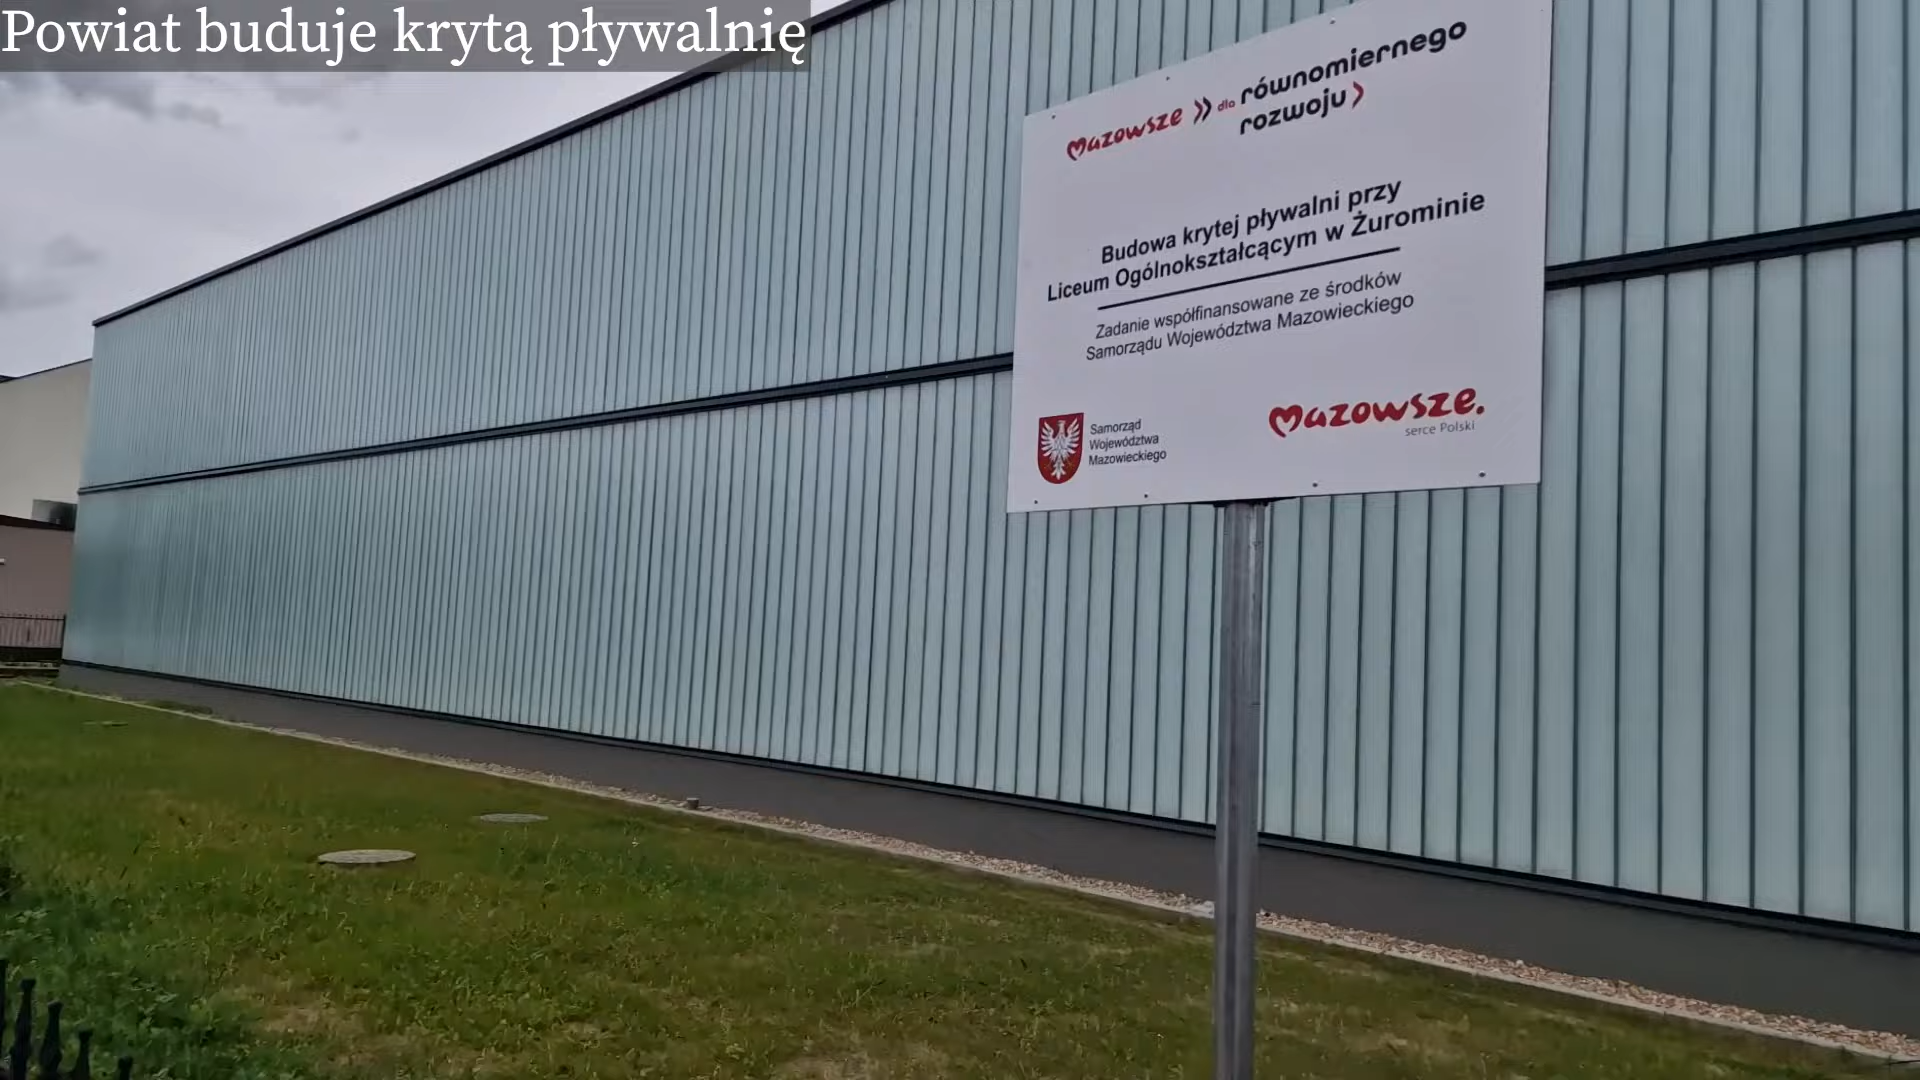 Powiat buduje krytą pływalnię
Mazowsze dla równomiernego
rozwoju
Budowa krytej pływalni przy
Liceum Ogólnokształcącym w Żurominie
Zadanie współfinansowane ze środków
Samorządu Województwa Mazowieckiego
Samorząd
Województwa
Mazowieckiego
Mazowsze.
serce Polski